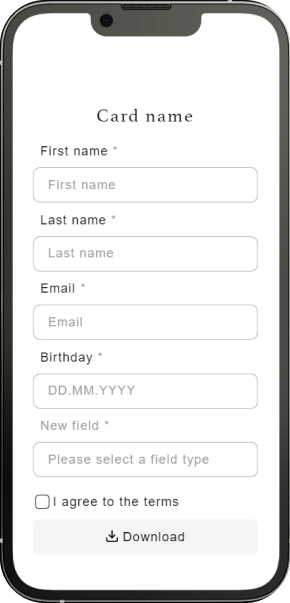 Card name
First name *
First name
Last name *
Last name
Email *
Email
Birthday *
DD.MM.YYYY
New field *
Please select a field type
I agree to the terms
Download